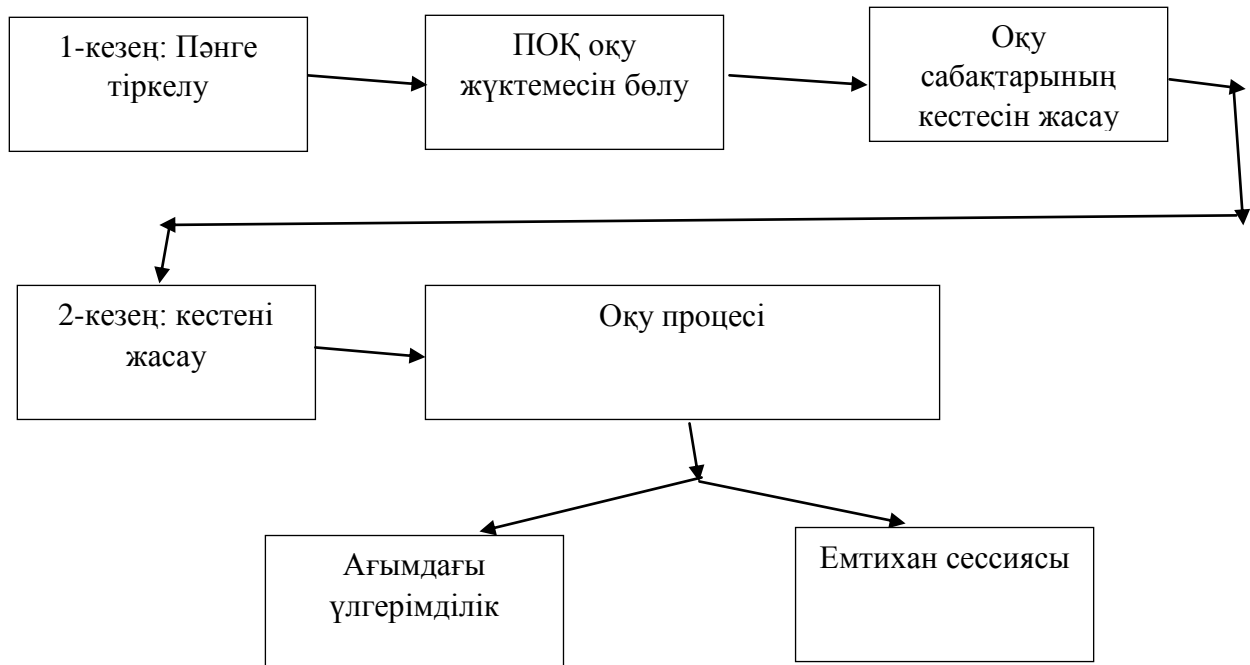 1-кезең: Пәнге
тіркелу
ПОҚ оқу
жүктемесін бөлу
Оқу
сабақтарының
кестесін жасау
2-кезең: кестені
жасау
Оқу процесі
Ағымдағы
үлгерімділік
Емтихан сессиясы